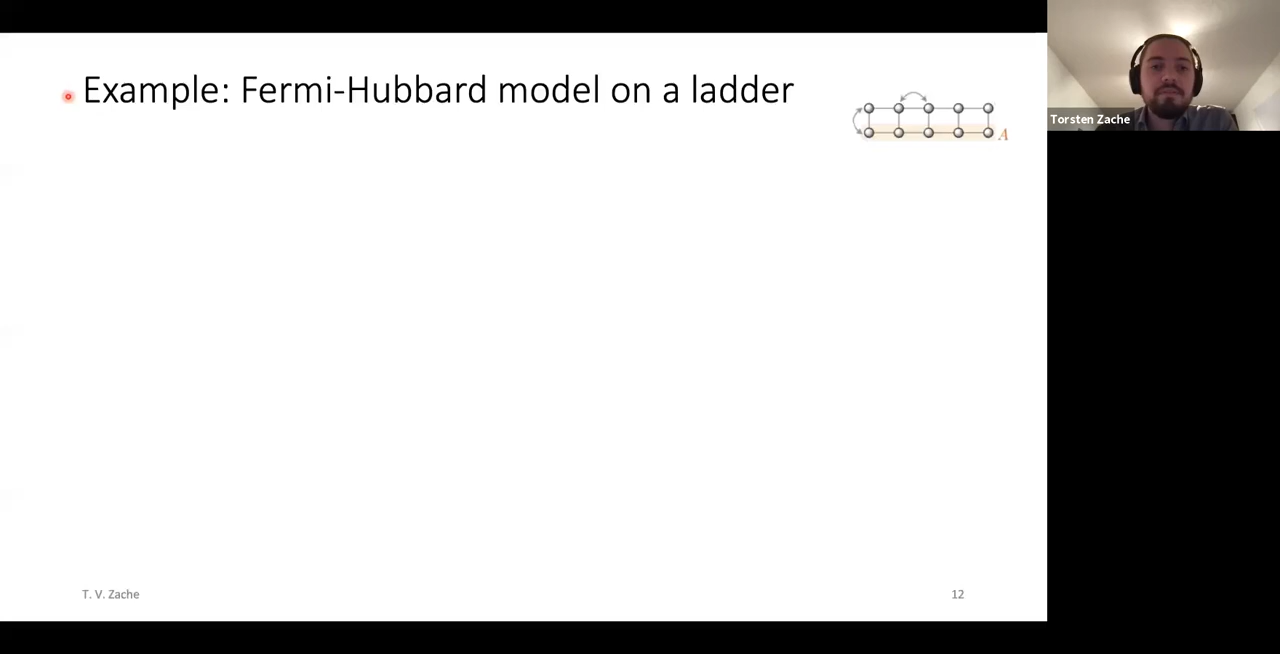 Example: Fermi-Hubbard model on a ladder
A
Torsten Zache
T. V. Zache
12